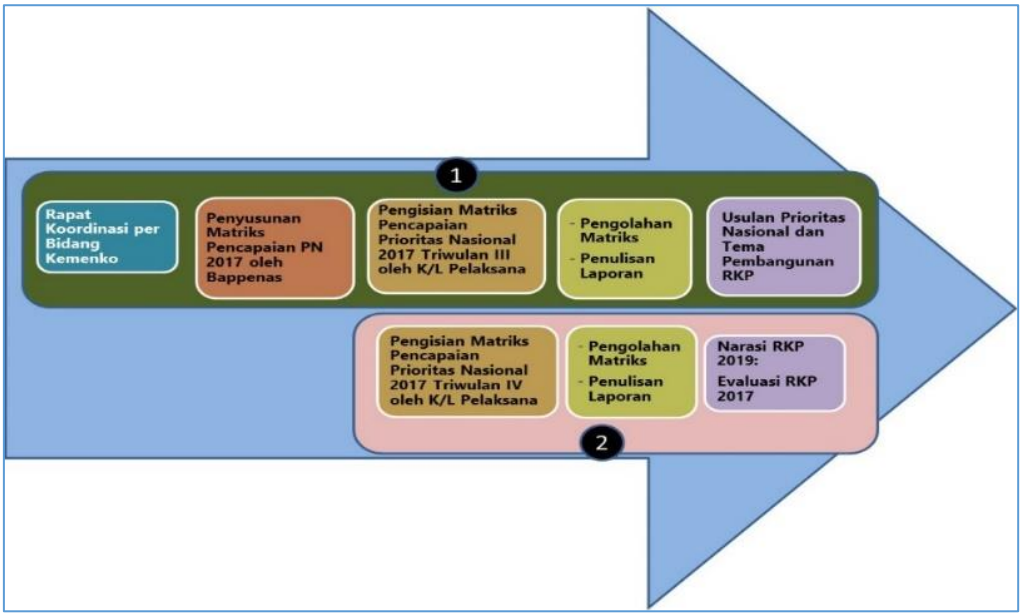 1
Rapat
Koordinasi per
Bidang
Kemenko
Penyusunan
Matriks
Pencapaian PN
2017 oleh
Bappenas
Pengisian Matriks
Pencapaian
Prioritas Nasional
2017 Triwulan III
oleh K/L Pelaksana
- Pengolahan
Matriks
- Penulisan
Laporan
Usulan Prioritas
Nasional dan
Tema
Pembangunan
RKP
Pengisian Matriks
Pencapaian
Prioritas Nasional
2017 Triwulan IV
oleh K/L Pelaksana
- Pengolahan
Matriks
- Penulisan
Laporan
Narasi RKP
2019:
Evaluasi RKP
2017
2